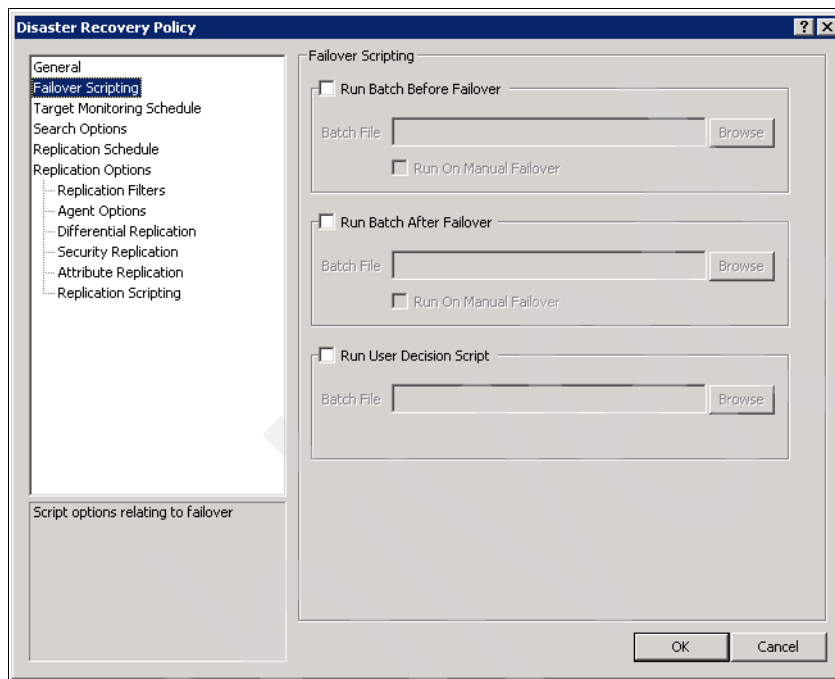 Disaster Recovery Policy
General
Failover Scripting
Target Monitoring Schedule
Search Options
Replication Schedule
Replication Options
Replication Filters
Agent Options
Differential Replication
Security Replication
Attribute Replication
Replication Scripting
Script options relating to failover
Failover Scripting
Run Batch Before Failover
Batch File
Browse
Run On Manual Failover
Run Batch After Failover
Batch File
Browse
Run On Manual Failover
Run User Decision Script
Batch File
Browse
OK
Cancel